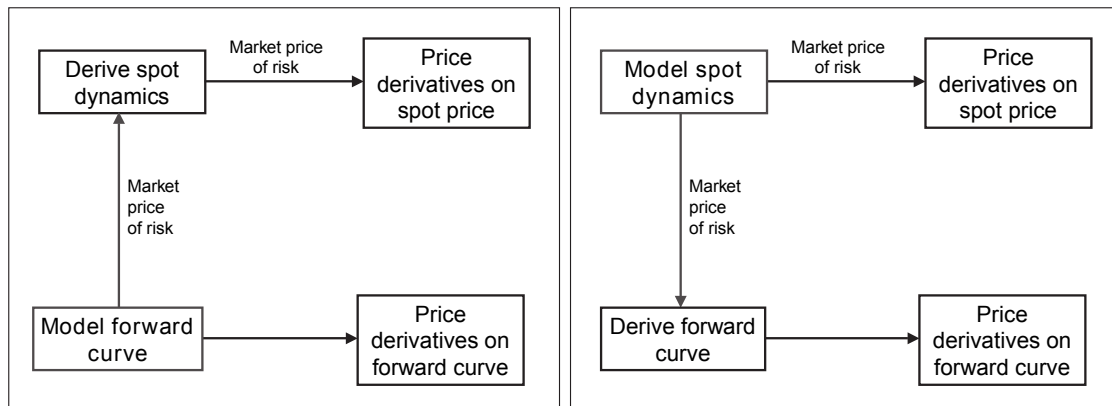 Derive spot
dynamics
Market price
of risk
Price
derivatives on
spot price
Market
price
of risk
Model forward
curve
Price
derivatives on
forward curve
Model spot
dynamics
Market price
of risk
Price
derivatives on
spot price
Market
price
of risk
Derive forward
curve
Price
derivatives on
forward curve